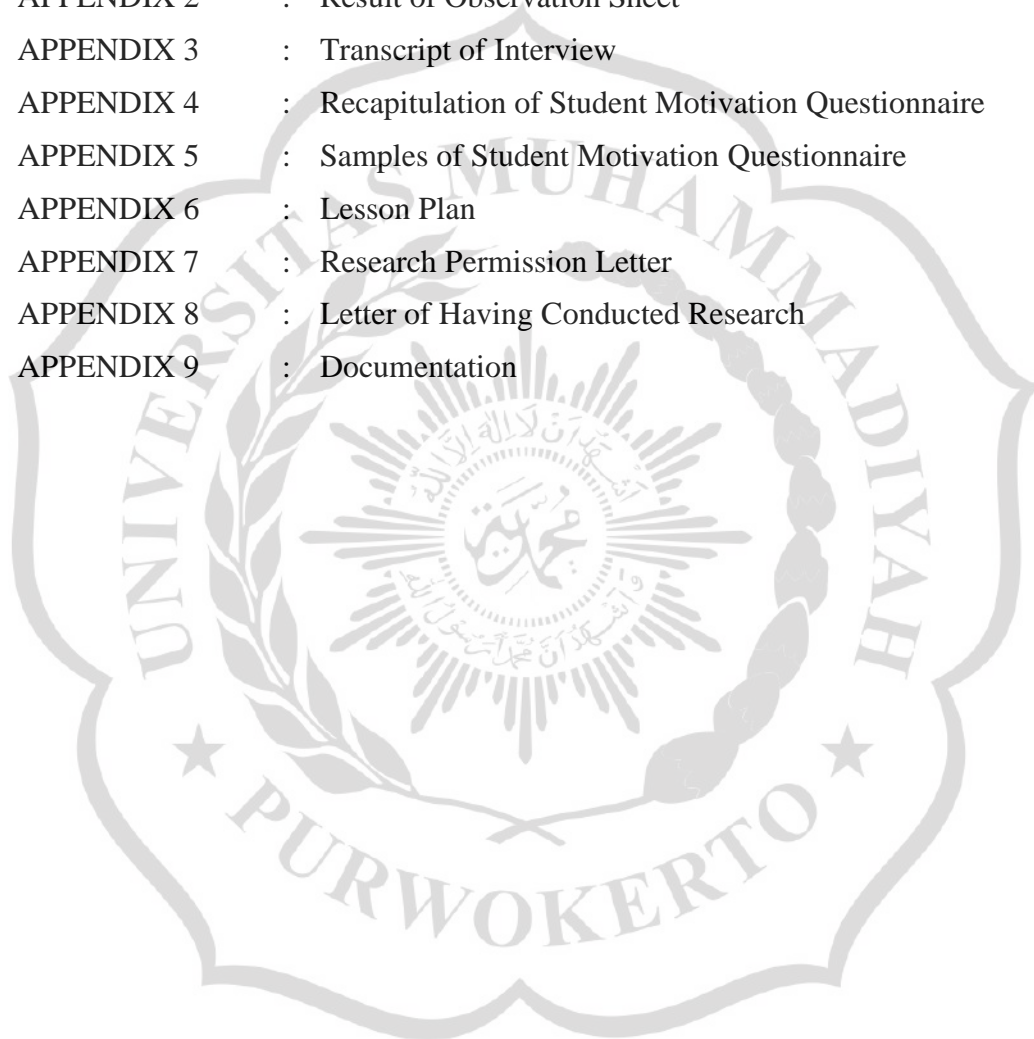 APPENDIX 2 : Result of Observation Sheet
APPENDIX 3 : Transcript of Interview
APPENDIX 4 : Recapitulation of Student Motivation Questionnaire
APPENDIX 5 : Samples of Student Motivation Questionnaire
APPENDIX 6 : Lesson Plan
APPENDIX 7 : Research Permission Letter
APPENDIX 8 : Letter of Having Conducted Research
APPENDIX 9 : Documentation
UNIVERSITAS MUHAMMADIYAH
PURWOKERTO